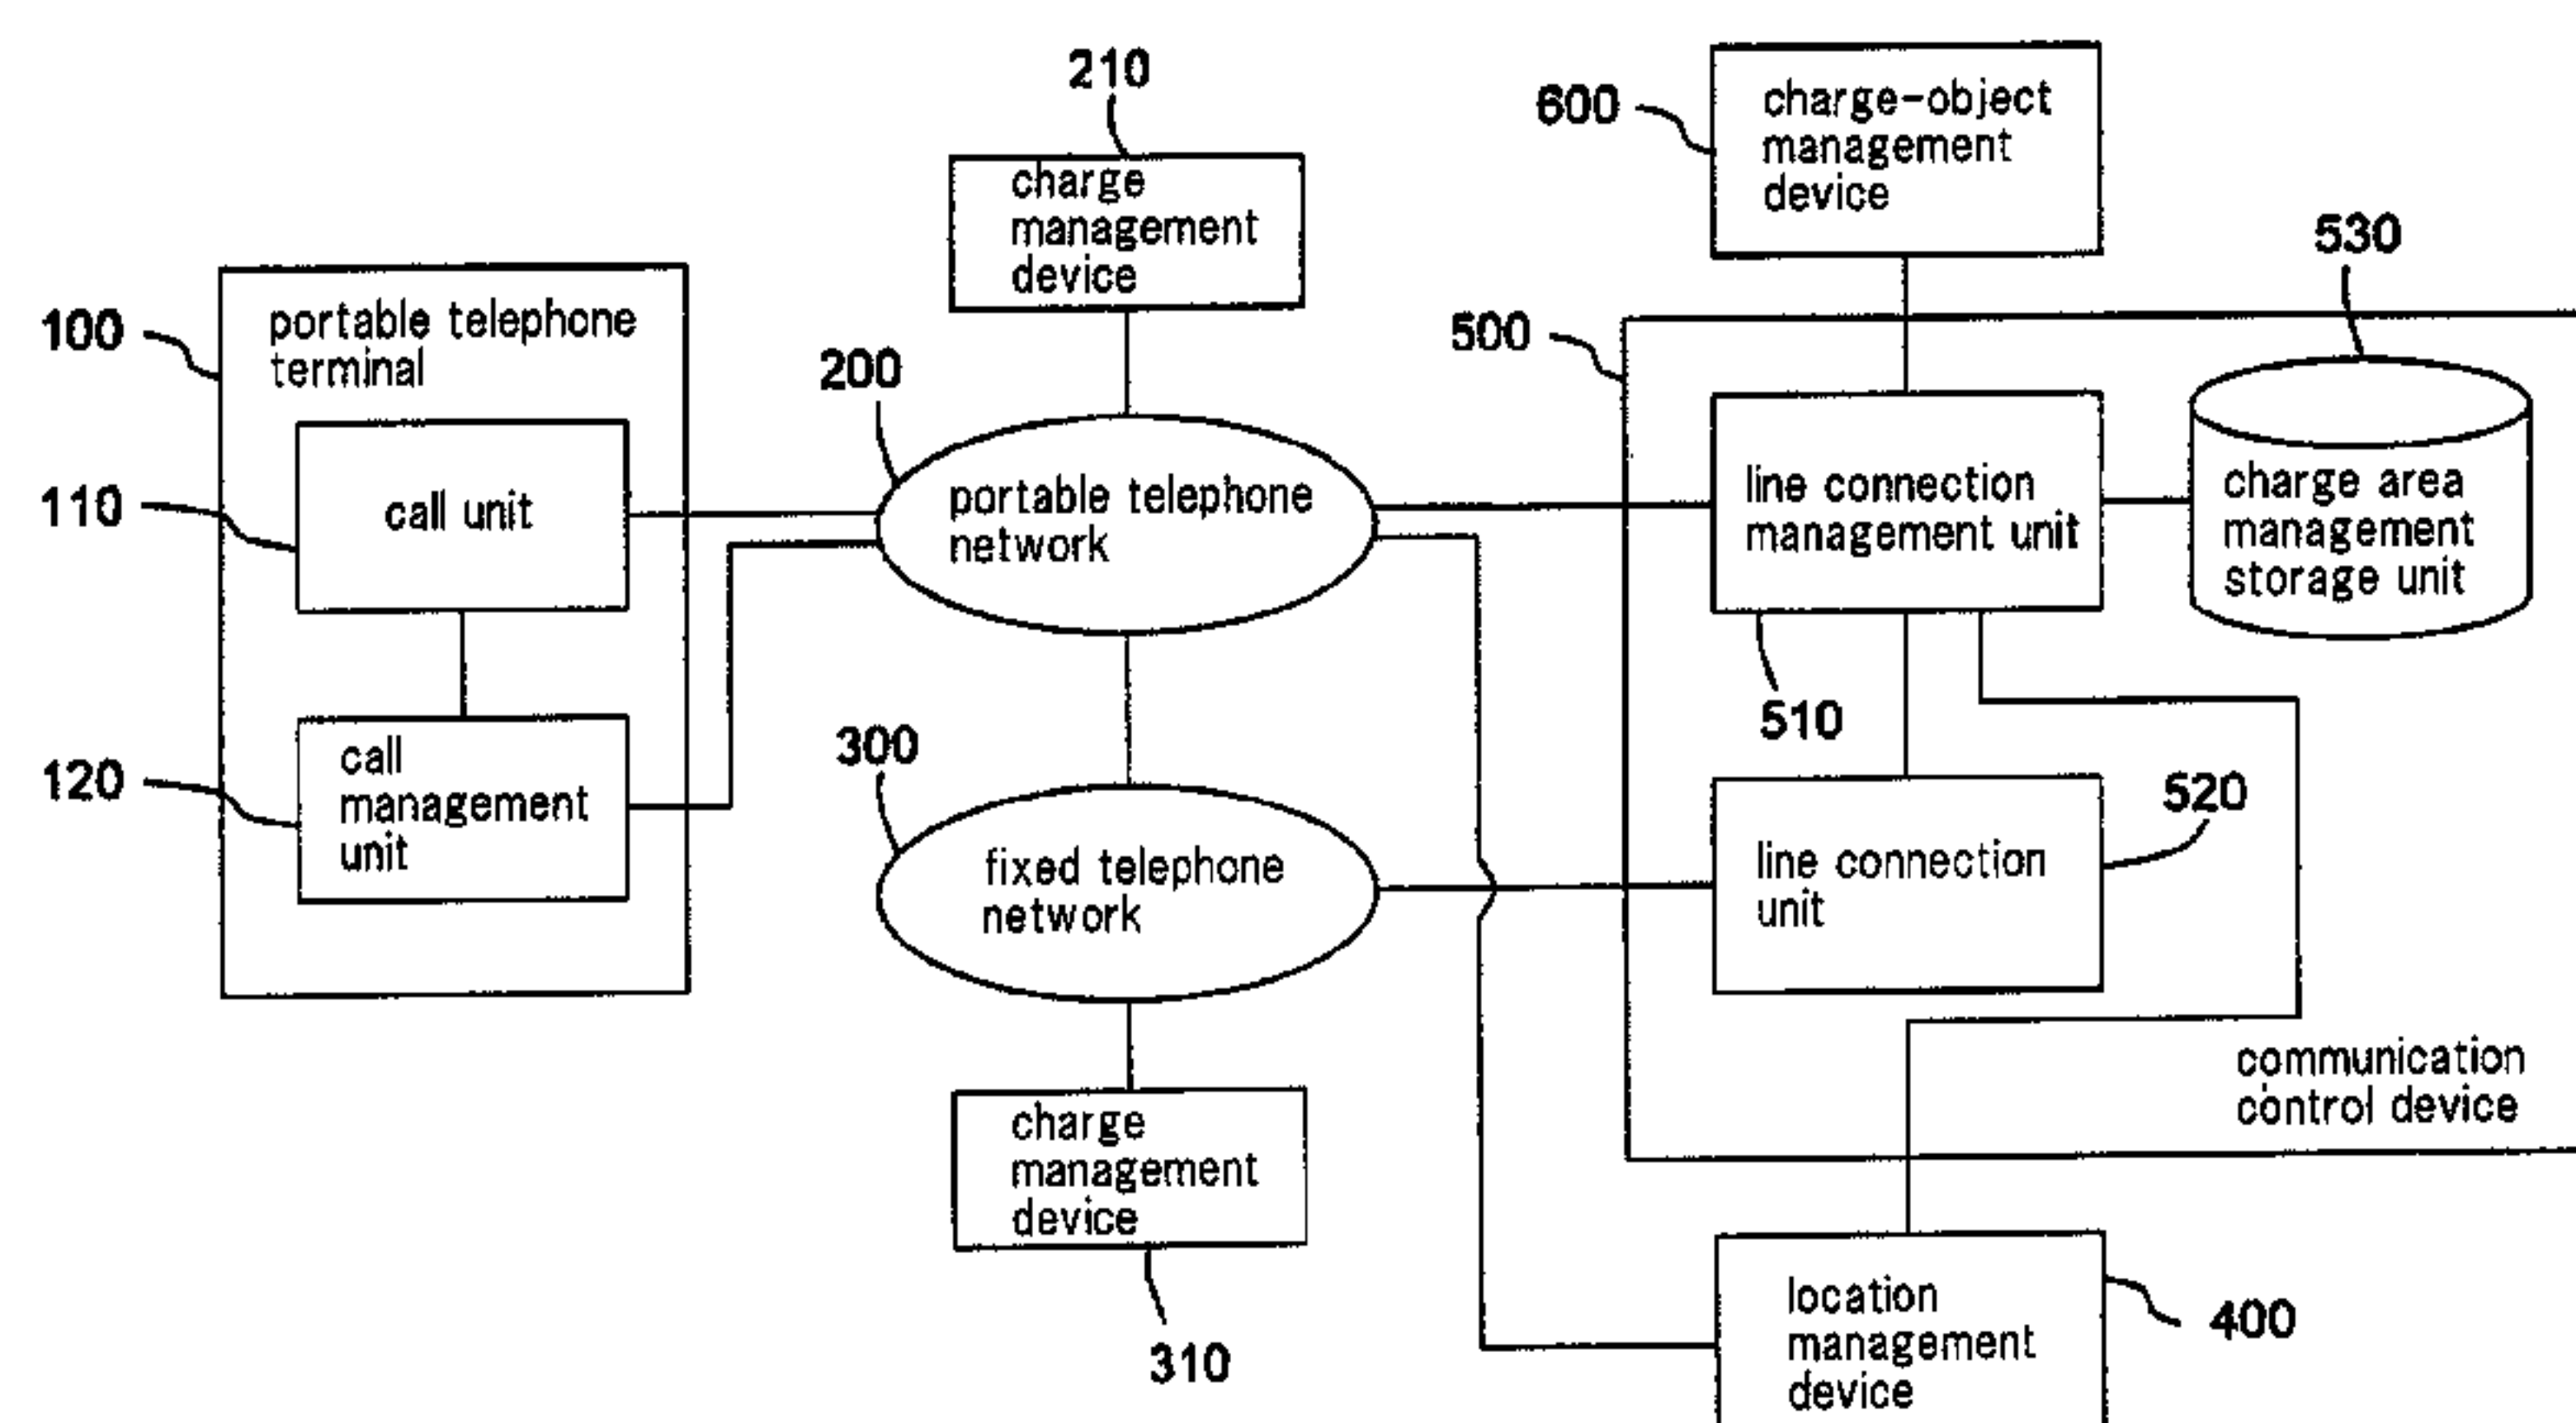 210
charge
management
device
600
charge-object
management
device
530
100
portable telephone
terminal
200
500
110
call unit
portable telephone
network
line connection
management unit
charge area
management
storage unit
510
120
call
management
unit
300
fixed telephone
network
520
line connection
unit
charge
management
device
310
communication
control device
location
management
device
400